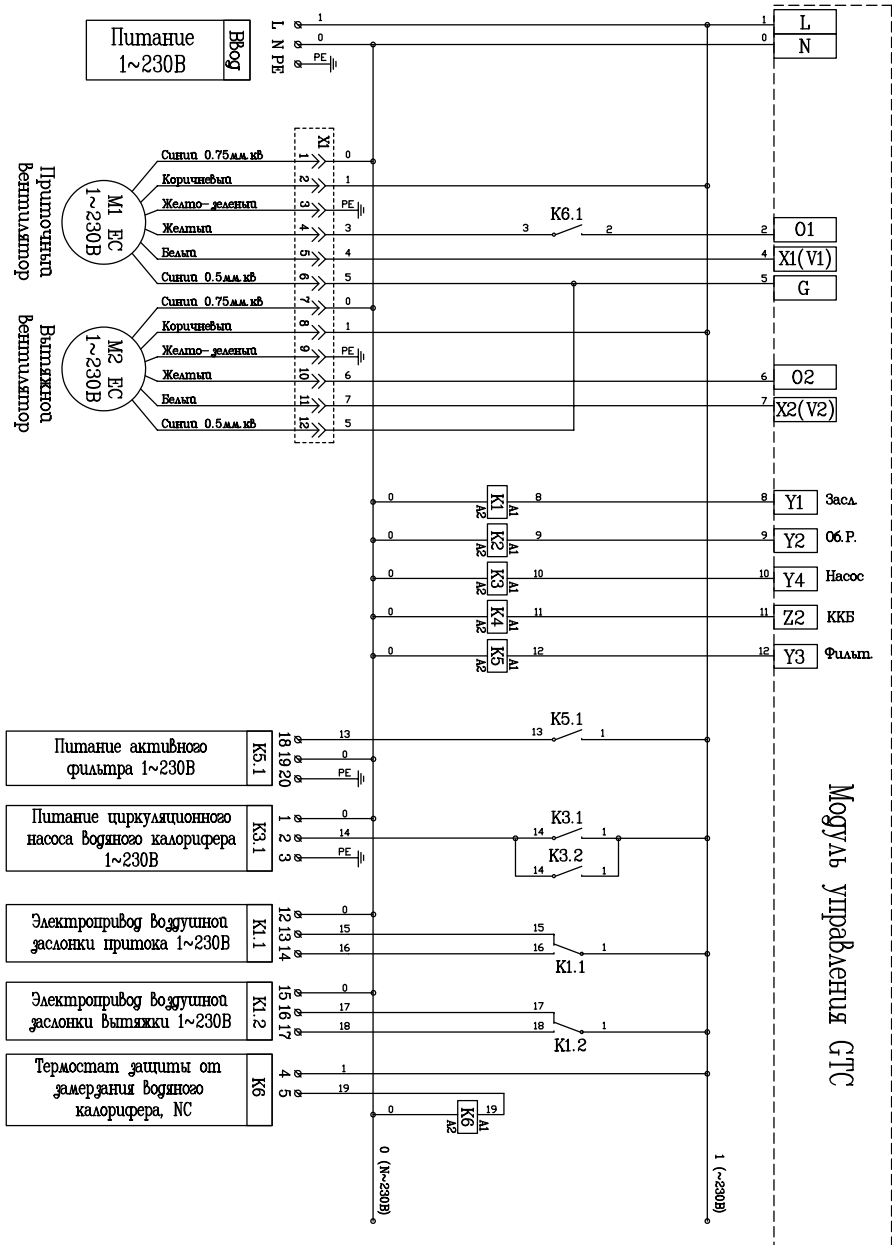 Питание
1~230В
Ввод
L 1 1 L
N 0 0 N
PE PE
X1
Приточный
вентилятор
M1 EC
1~230В
Синий 0.75мм.кв 1 0
Коричневый 2 1
Желто-зеленый 3 PE
Желтый 4 3 3 K6.1 2 2 O1
Белый 5 4 4 X1(V1)
Синий 0.5мм.кв 6 5 5 G
Вытяжной
вентилятор
M2 EC
1~230В
Синий 0.75мм.кв 7 0
Коричневый 8 1
Желто-зеленый 9 PE
Желтый 10 6 6 O2
Белый 11 7 7 X2(V2)
Синий 0.5мм.кв 12 5
0 A2 K1 A1 8 8 Y1 Засл.
0 A2 K2 A1 9 9 Y2 Об.Р.
0 A2 K3 A1 10 10 Y4 Насос
0 A2 K4 A1 11 11 Z2 ККБ
0 A2 K5 A1 12 12 Y3 Фильт.
Модуль управления GTC
Питание активного
фильтра 1~230В
K5.1
18 13 13 K5.1 1
19 0
20 PE
Питание циркуляционного
насоса водяного калорифера
1~230В
K3.1
1 0
2 14 14 K3.1 1
14 K3.2 1
3 PE
Электропривод воздушной
заслонки притока 1~230В
K1.1
12 0
13 15 15
14 16 16 K1.1 1
Электропривод воздушной
заслонки вытяжки 1~230В
K1.2
15 0
16 17 17
17 18 18 K1.2 1
Термостат защиты от
замерзания водяного
калорифера, NC
K6
4 1
5 19
0 A2 K6 A1 19
0 (N~230В)
1 (~230В)